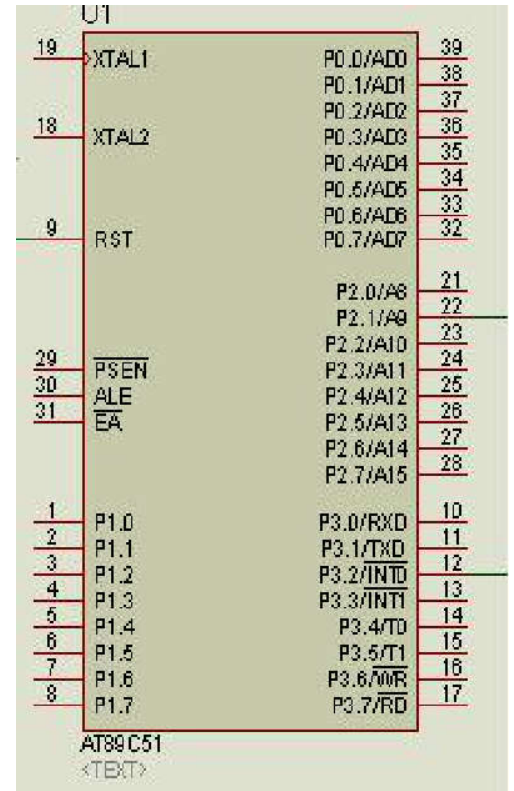 U1
19 XTAL1 P0.0/AD0 39
P0.1/AD1 38
P0.2/AD2 37
18 XTAL2 P0.3/AD3 36
P0.4/AD4 35
P0.5/AD5 34
P0.6/AD6 33
9 RST P0.7/AD7 32
P2.0/A8 21
P2.1/A9 22
P2.2/A10 23
29 PSEN P2.3/A11 24
30 ALE P2.4/A12 25
31 EA P2.5/A13 26
P2.6/A14 27
P2.7/A15 28
1 P1.0 P3.0/RXD 10
2 P1.1 P3.1/TXD 11
3 P1.2 P3.2/INT0 12
4 P1.3 P3.3/INT1 13
5 P1.4 P3.4/T0 14
6 P1.5 P3.5/T1 15
7 P1.6 P3.6/WR 16
8 P1.7 P3.7/RD 17
AT89C51
<TEXT>